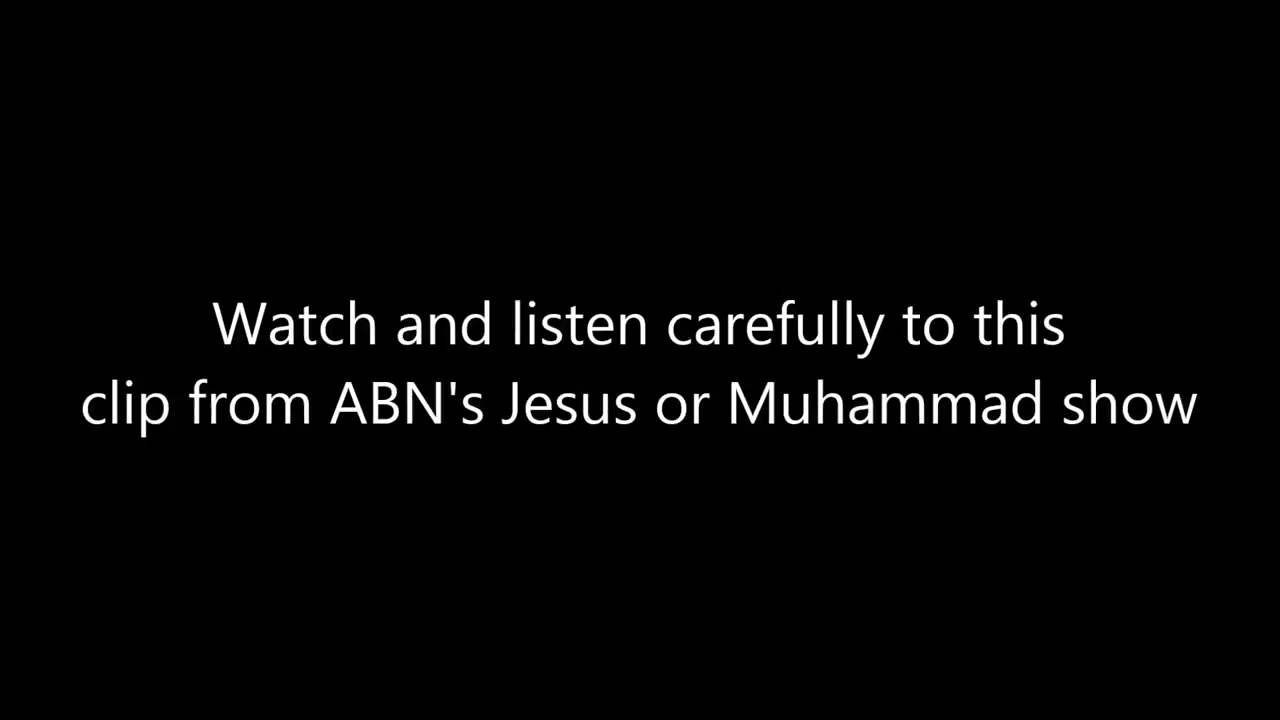 Watch and listen carefully to this
clip from ABN's Jesus or Muhammad show